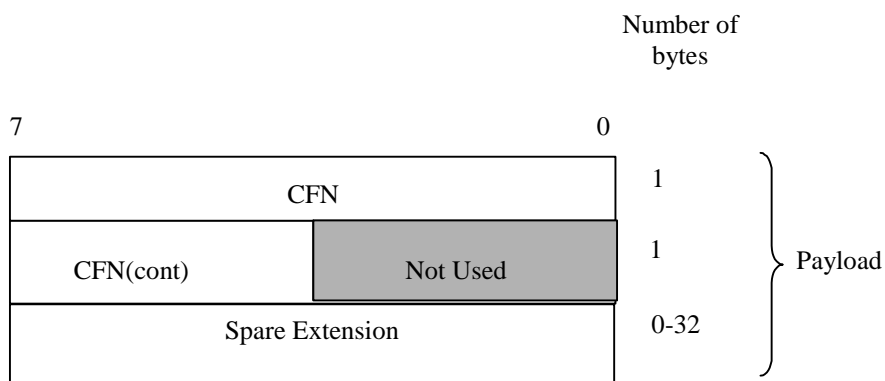 Number of
bytes
7 0
CFN 1
CFN(cont) Not Used 1
Payload
Spare Extension 0-32